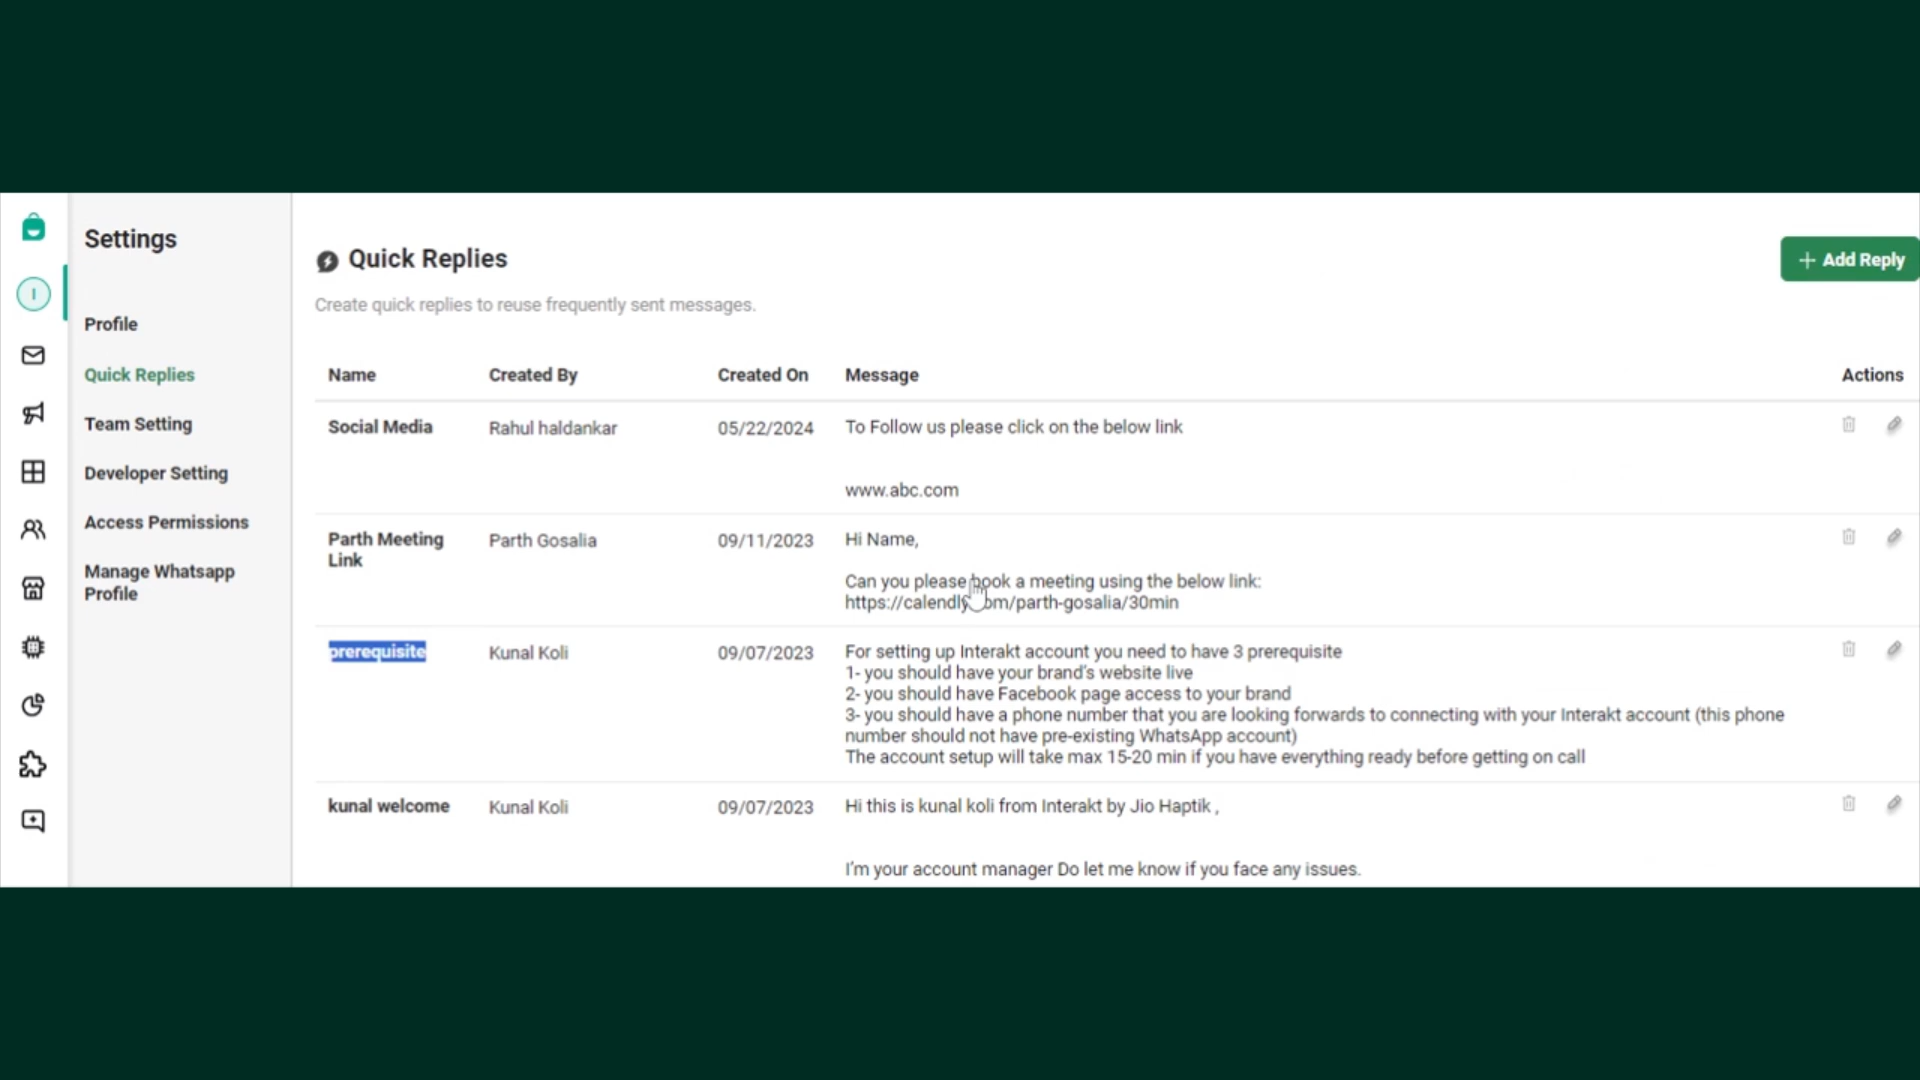 Settings
I
Profile
Quick Replies
Team Setting
Developer Setting
Access Permissions
Manage Whatsapp
Profile
Quick Replies
+ Add Reply
Create quick replies to reuse frequently sent messages.
Name Created By Created On Message Actions
Social Media Rahul haldankar 05/22/2024 To Follow us please click on the below link
www.abc.com
Parth Meeting Parth Gosalia 09/11/2023 Hi Name,
Link
Can you please book a meeting using the below link:
https://calendly.com/parth-gosalia/30min
prerequisite Kunal Koli 09/07/2023 For setting up Interakt account you need to have 3 prerequisite
1- you should have your brand's website live
2- you should have Facebook page access to your brand
3- you should have a phone number that you are looking forwards to connecting with your Interakt account (this phone
number should not have pre-existing WhatsApp account)
The account setup will take max 15-20 min if you have everything ready before getting on call
kunal welcome Kunal Koli 09/07/2023 Hi this is kunal koli from Interakt by Jio Haptik ,
I'm your account manager Do let me know if you face any issues.